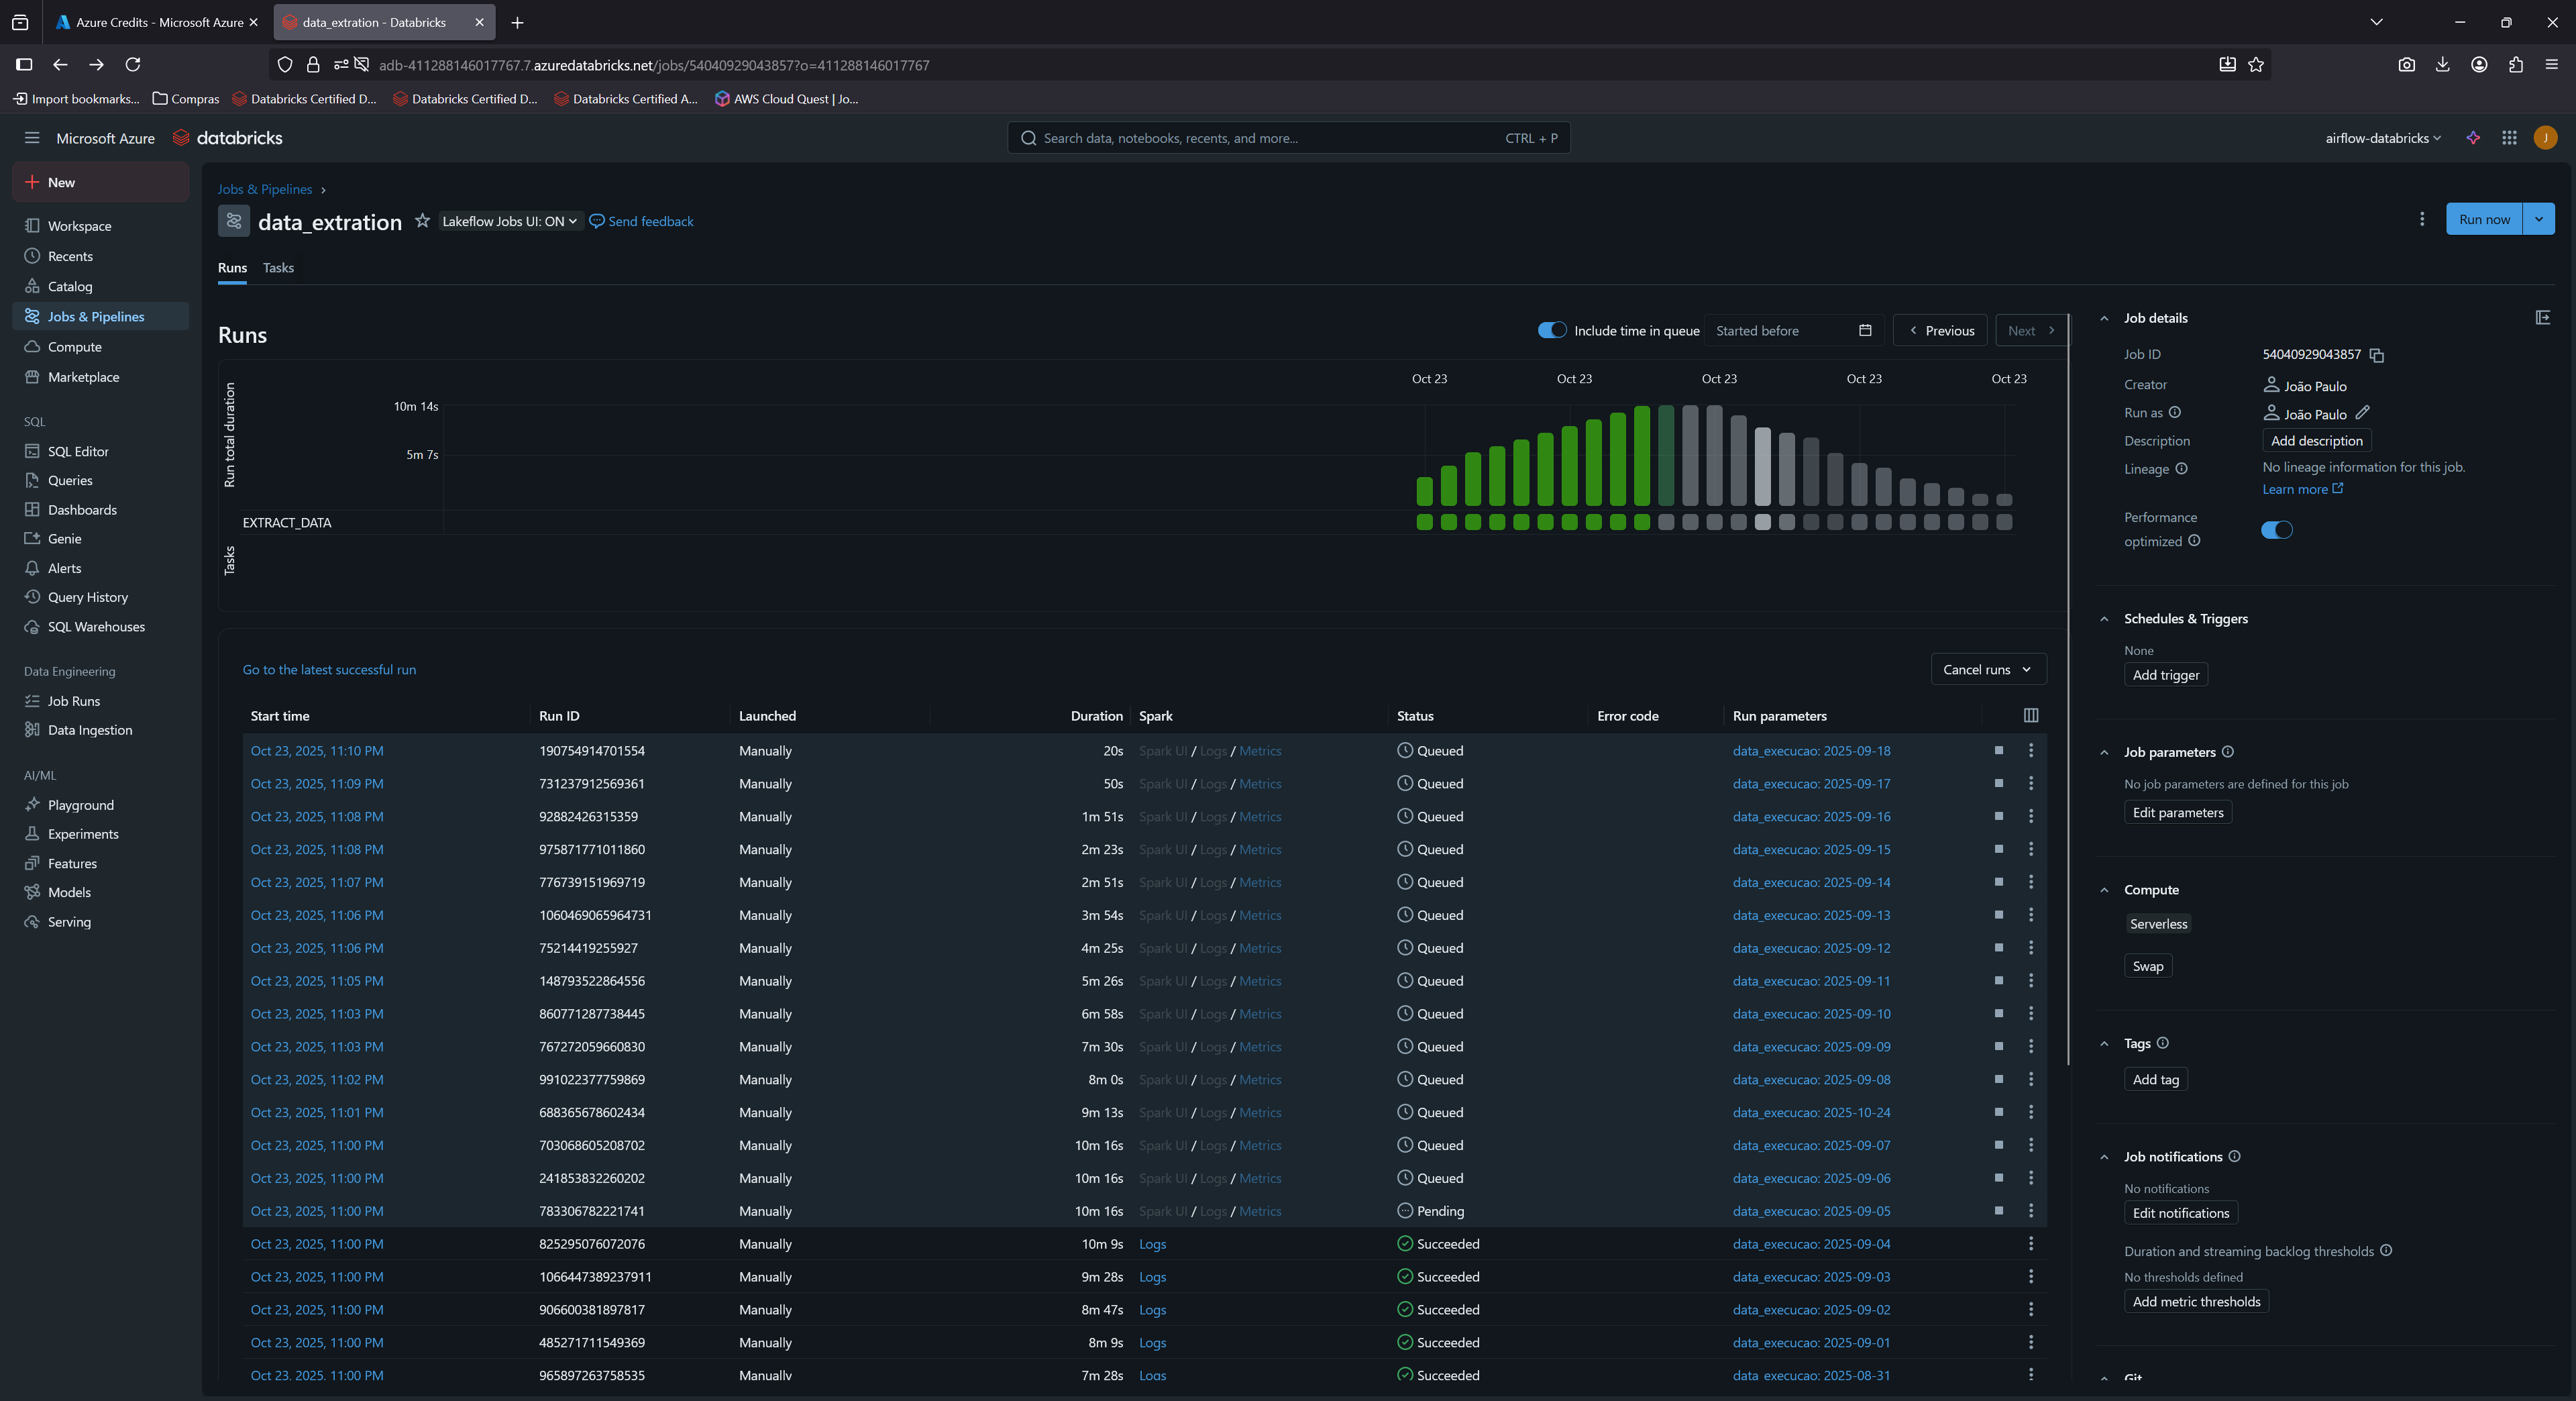 Azure Credits - Microsoft Azure
data_extration - Databricks
adb-411288146017767.7.azuredatabricks.net/jobs/54040929043857?o=411288146017767
Import bookmarks... Compras Databricks Certified D... Databricks Certified D... Databricks Certified A... AWS Cloud Quest | Jo...
Microsoft Azure databricks
Search data, notebooks, recents, and more... CTRL + P
airflow-databricks
J
New
Workspace
Recents
Catalog
Jobs & Pipelines
Compute
Marketplace
SQL
SQL Editor
Queries
Dashboards
Genie
Alerts
Query History
SQL Warehouses
Data Engineering
Job Runs
Data Ingestion
AI/ML
Playground
Experiments
Features
Models
Serving
Jobs & Pipelines
data_extration Lakeflow Jobs UI: ON Send feedback
Run now
Runs Tasks
Runs
Include time in queue Started before Previous Next
Oct 23 Oct 23 Oct 23 Oct 23 Oct 23
Run total duration
10m 14s
5m 7s
EXTRACT_DATA
Tasks
Go to the latest successful run
Cancel runs
Start time Run ID Launched Duration Spark Status Error code Run parameters
Oct 23, 2025, 11:10 PM 190754914701554 Manually 20s Spark UI / Logs / Metrics Queued data_execucao: 2025-09-18
Oct 23, 2025, 11:09 PM 731237912569361 Manually 50s Spark UI / Logs / Metrics Queued data_execucao: 2025-09-17
Oct 23, 2025, 11:08 PM 92882426315359 Manually 1m 51s Spark UI / Logs / Metrics Queued data_execucao: 2025-09-16
Oct 23, 2025, 11:08 PM 975871771011860 Manually 2m 23s Spark UI / Logs / Metrics Queued data_execucao: 2025-09-15
Oct 23, 2025, 11:07 PM 776739151969719 Manually 2m 51s Spark UI / Logs / Metrics Queued data_execucao: 2025-09-14
Oct 23, 2025, 11:06 PM 1060469065964731 Manually 3m 54s Spark UI / Logs / Metrics Queued data_execucao: 2025-09-13
Oct 23, 2025, 11:06 PM 75214419255927 Manually 4m 25s Spark UI / Logs / Metrics Queued data_execucao: 2025-09-12
Oct 23, 2025, 11:05 PM 148793522864556 Manually 5m 26s Spark UI / Logs / Metrics Queued data_execucao: 2025-09-11
Oct 23, 2025, 11:03 PM 860771287738445 Manually 6m 58s Spark UI / Logs / Metrics Queued data_execucao: 2025-09-10
Oct 23, 2025, 11:03 PM 767272059660830 Manually 7m 30s Spark UI / Logs / Metrics Queued data_execucao: 2025-09-09
Oct 23, 2025, 11:02 PM 991022377759869 Manually 8m 0s Spark UI / Logs / Metrics Queued data_execucao: 2025-09-08
Oct 23, 2025, 11:01 PM 688365678602434 Manually 9m 13s Spark UI / Logs / Metrics Queued data_execucao: 2025-10-24
Oct 23, 2025, 11:00 PM 703068605208702 Manually 10m 16s Spark UI / Logs / Metrics Queued data_execucao: 2025-09-07
Oct 23, 2025, 11:00 PM 241853832260202 Manually 10m 16s Spark UI / Logs / Metrics Queued data_execucao: 2025-09-06
Oct 23, 2025, 11:00 PM 783306782221741 Manually 10m 16s Spark UI / Logs / Metrics Pending data_execucao: 2025-09-05
Oct 23, 2025, 11:00 PM 825295076072076 Manually 10m 9s Logs Succeeded data_execucao: 2025-09-04
Oct 23, 2025, 11:00 PM 1066447389237911 Manually 9m 28s Logs Succeeded data_execucao: 2025-09-03
Oct 23, 2025, 11:00 PM 906600381897817 Manually 8m 47s Logs Succeeded data_execucao: 2025-09-02
Oct 23, 2025, 11:00 PM 485271711549369 Manually 8m 9s Logs Succeeded data_execucao: 2025-09-01
Oct 23, 2025, 11:00 PM 965897263758535 Manually 7m 28s Logs Succeeded data_execucao: 2025-08-31
Job details
Job ID 54040929043857
Creator João Paulo
Run as João Paulo
Description Add description
Lineage No lineage information for this job.
Learn more
Performance
optimized
Schedules & Triggers
None
Add trigger
Job parameters
No job parameters are defined for this job
Edit parameters
Compute
Serverless
Swap
Tags
Add tag
Job notifications
No notifications
Edit notifications
Duration and streaming backlog thresholds
No thresholds defined
Add metric thresholds
Git